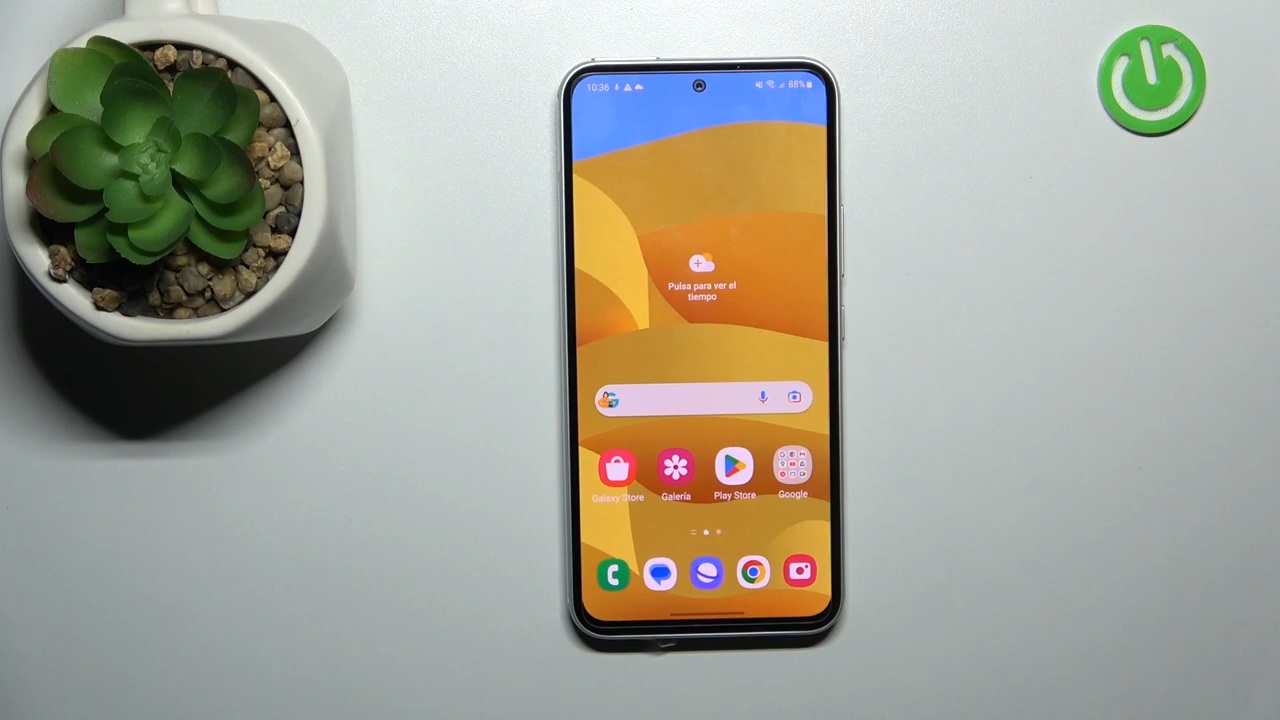 10:36
88%
Pulsa para ver el
tiempo
Galaxy Store
Galería
Play Store
Google